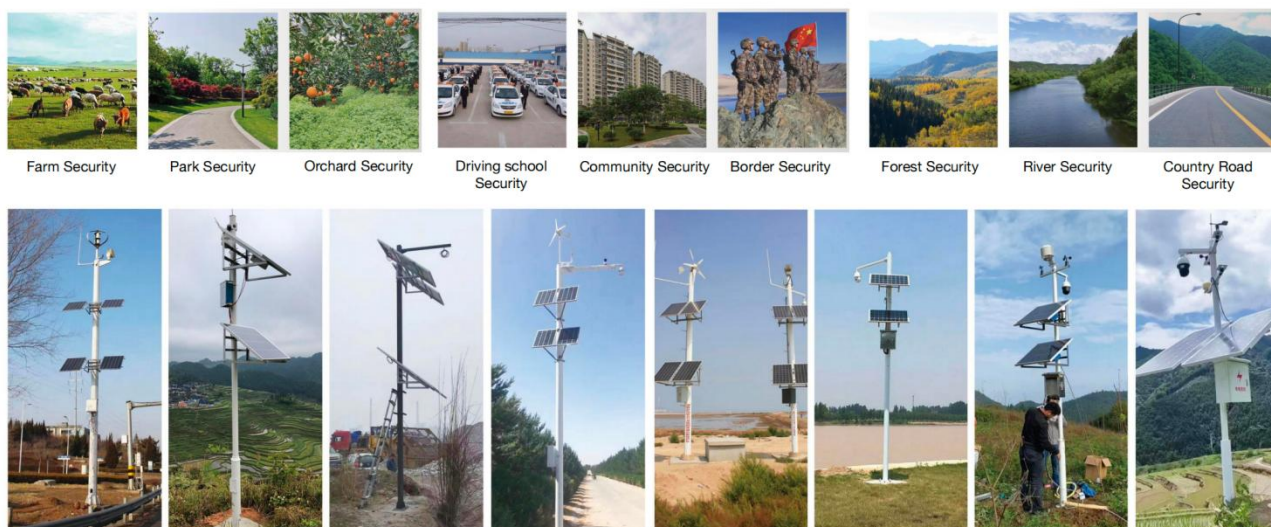 Farm Security
Park Security
Orchard Security
Driving school
Security
Community Security
Border Security
Forest Security
River Security
Country Road
Security